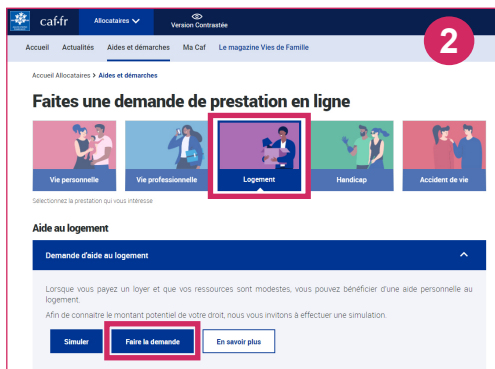 caf.fr
Allocataires
Version Contrastée
2
Accueil Actualités Aides et démarches Ma Caf Le magazine Vies de Famille
Accueil Allocataires > Aides et démarches
Faites une demande de prestation en ligne
Vie personnelle
Vie professionnelle
Logement
Handicap
Accident de vie
Sélectionnez la prestation qui vous intéresse
Aide au logement
Demande d'aide au logement
Lorsque vous payez un loyer et que vos ressources sont modestes, vous pouvez bénéficier d'une aide personnelle au
logement.
Afin de connaitre le montant potentiel de votre droit, nous vous invitons à effectuer une simulation.
Simuler
Faire la demande
En savoir plus